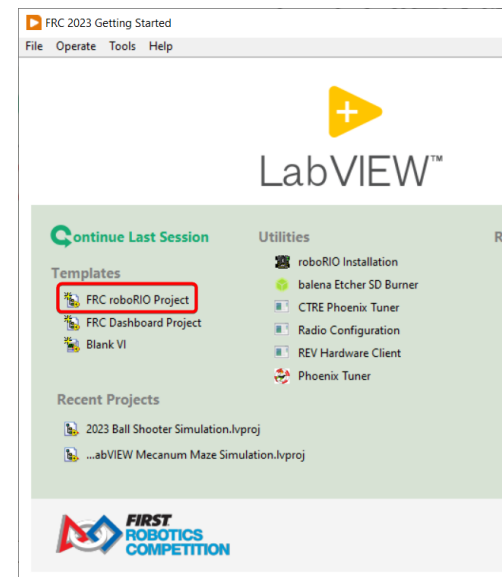 FRC 2023 Getting Started
File Operate Tools Help
LabVIEW™
Continue Last Session
Templates
FRC roboRIO Project
FRC Dashboard Project
Blank VI
Recent Projects
2023 Ball Shooter Simulation.lvproj
...abVIEW Mecanum Maze Simulation.lvproj
Utilities
roboRIO Installation
balena Etcher SD Burner
CTRE Phoenix Tuner
Radio Configuration
REV Hardware Client
Phoenix Tuner
R
FIRST
ROBOTICS
COMPETITION